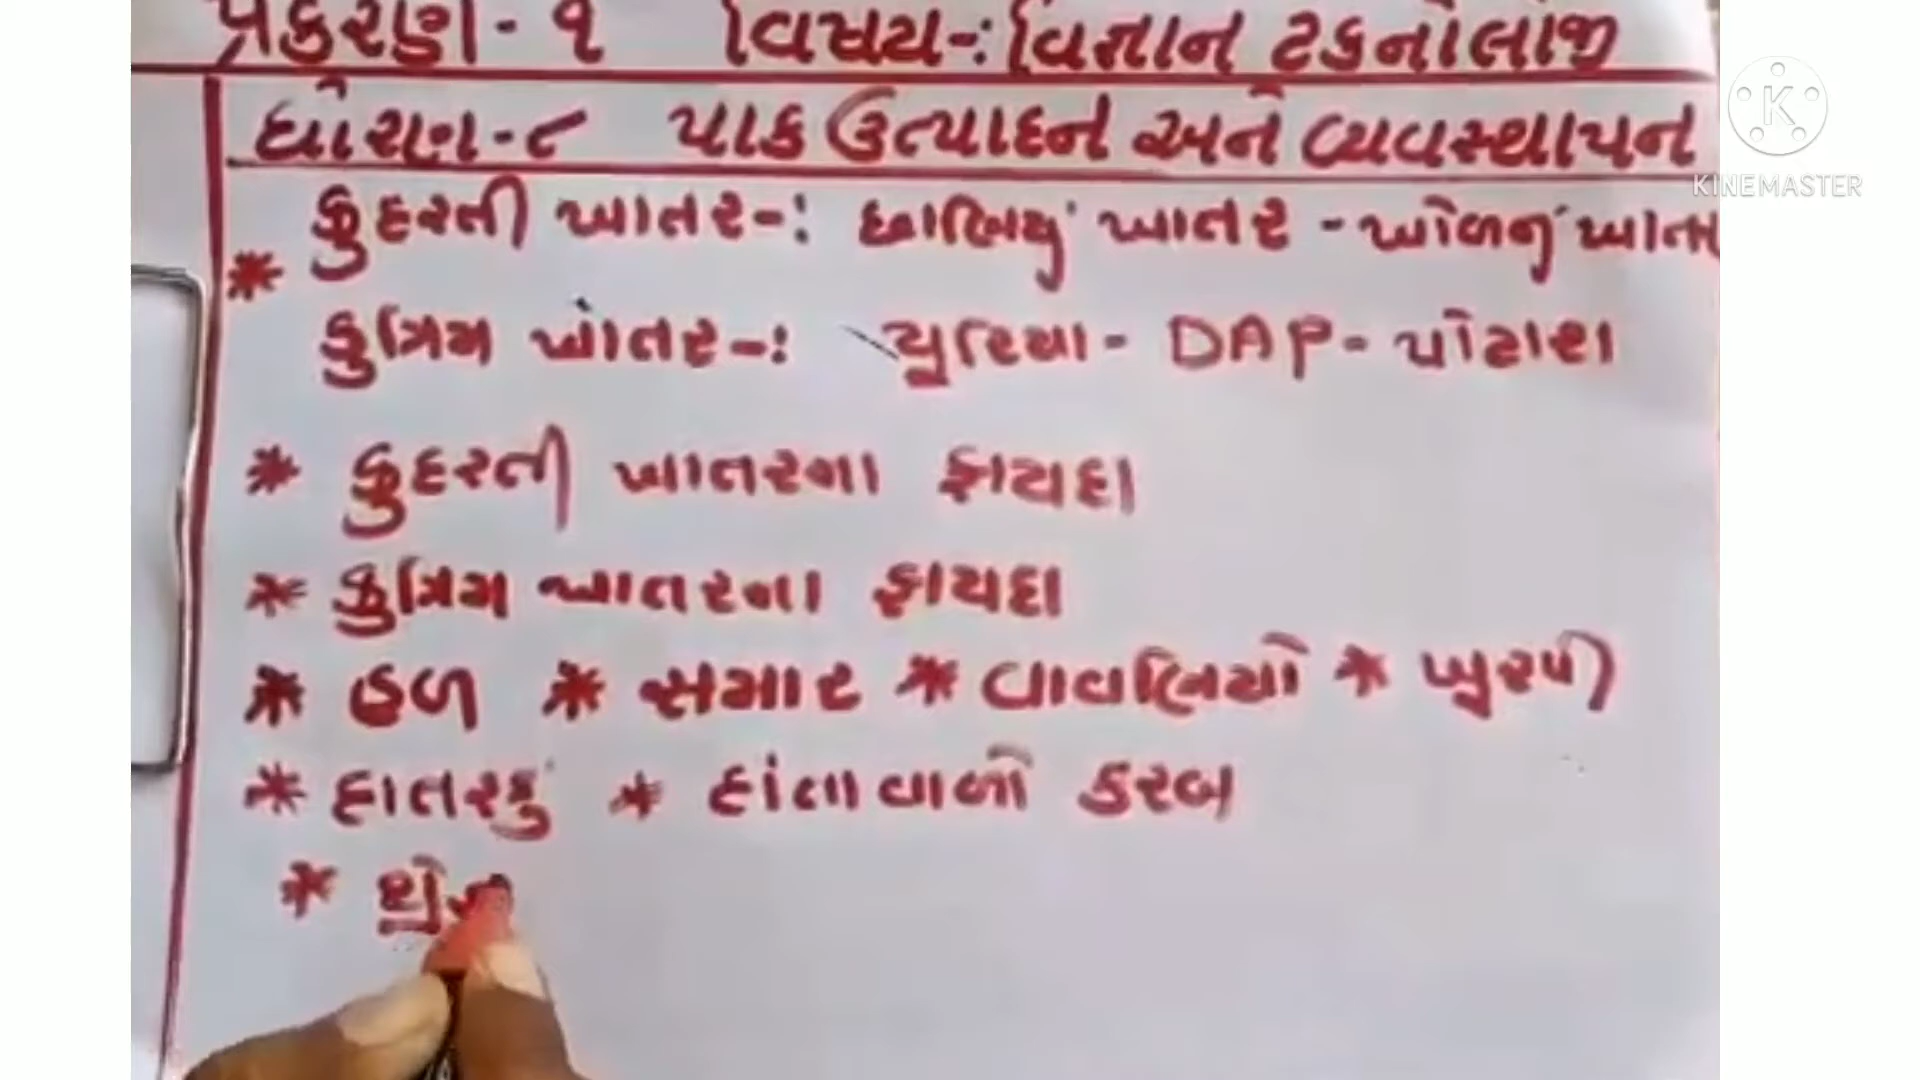 પ્રકરણ - ૧ વિષય-: વિજ્ઞાન ટેકનોલોજી
ધોરણ - ૮ પાક ઉત્પાદન અને વ્યવસ્થાપન
કુદરતી ખાતર-: છાણિયું ખાતર - ખોળનું
* કૃત્રિમ ખાતર-: યુરિયા - DAP - પોટાશ
* કુદરતી ખાતરના ફાયદા
* કૃત્રિમ ખાતરના ફાયદા
* હળ * સમાર * વાવણિયો * ખુરપી
* દાતરડું * દાંતાવાળી કરબ
*
KINEMASTER